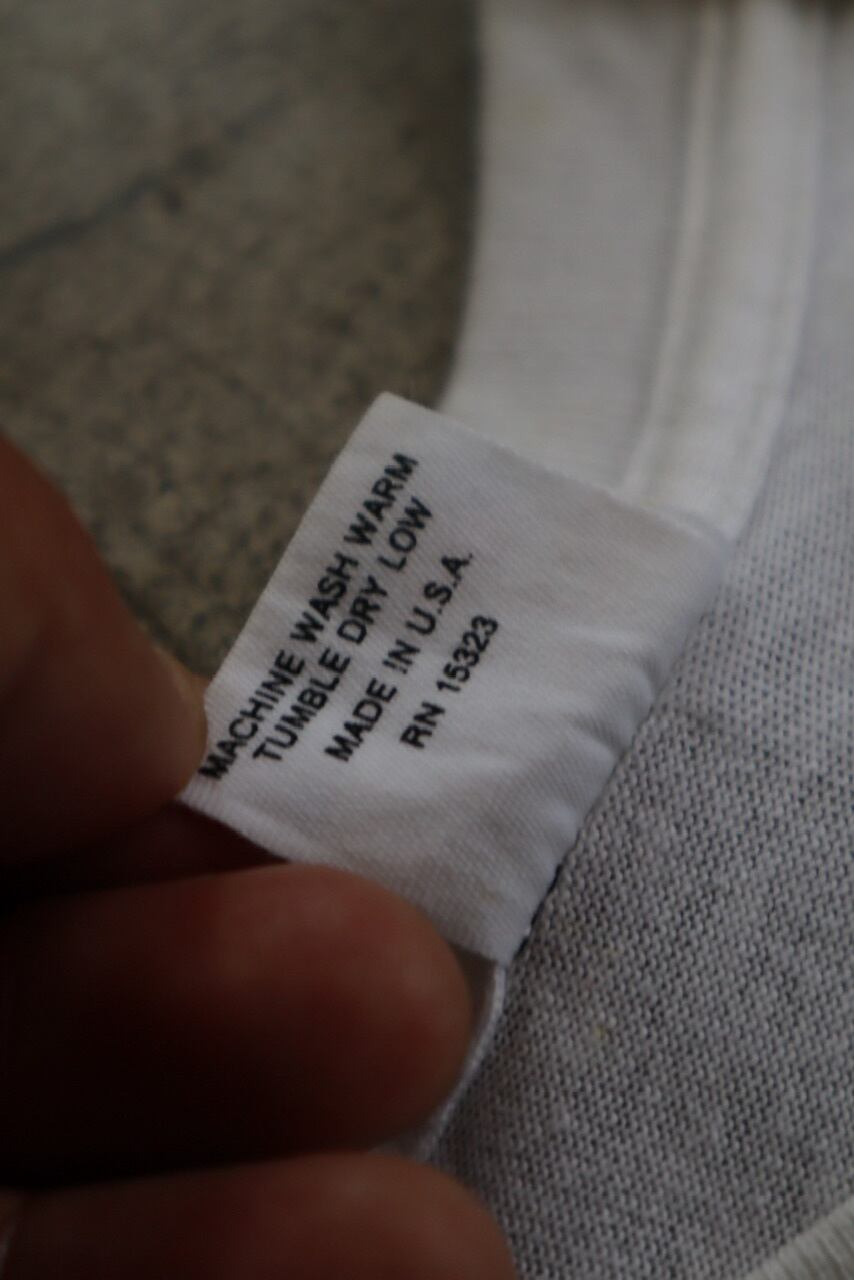 MACHINE WASH WARM
TUMBLE DRY LOW
MADE IN U.S.A.
RN 15323